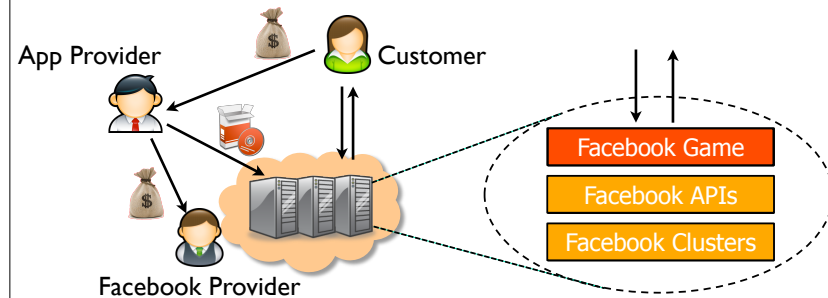 App Provider
Customer
$
$
Facebook Provider
Facebook Game
Facebook APIs
Facebook Clusters